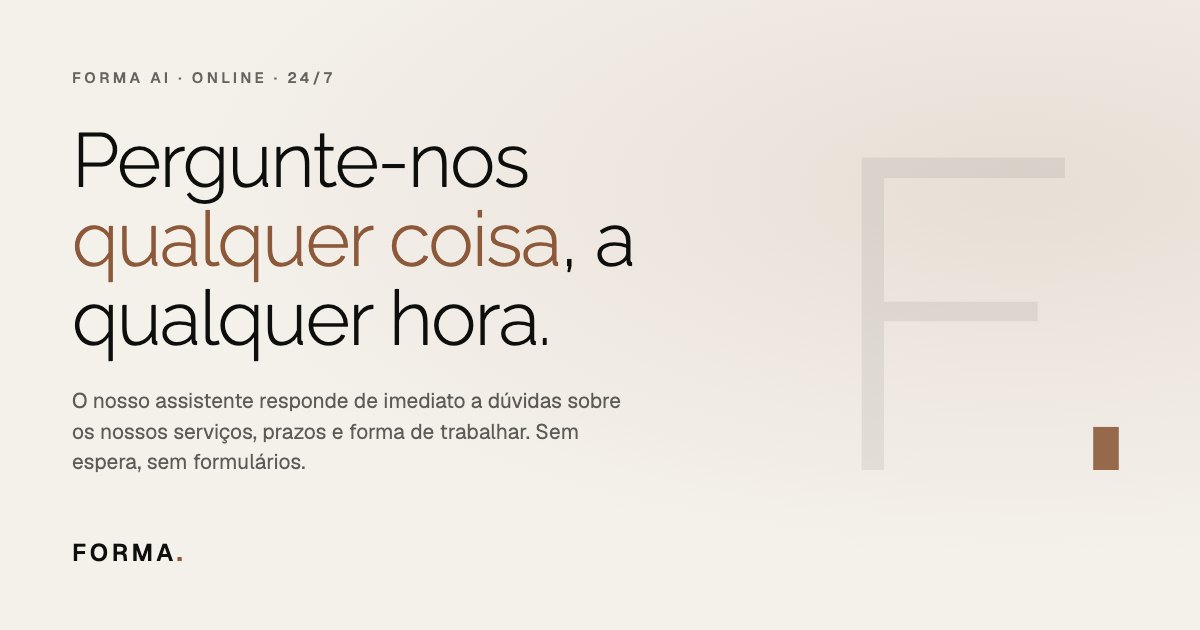 FORMA AI · ONLINE · 24/7
Pergunte-nos
qualquer coisa, a
qualquer hora.
O nosso assistente responde de imediato a dúvidas sobre
os nossos serviços, prazos e forma de trabalhar. Sem
espera, sem formulários.
F.
FORMA.